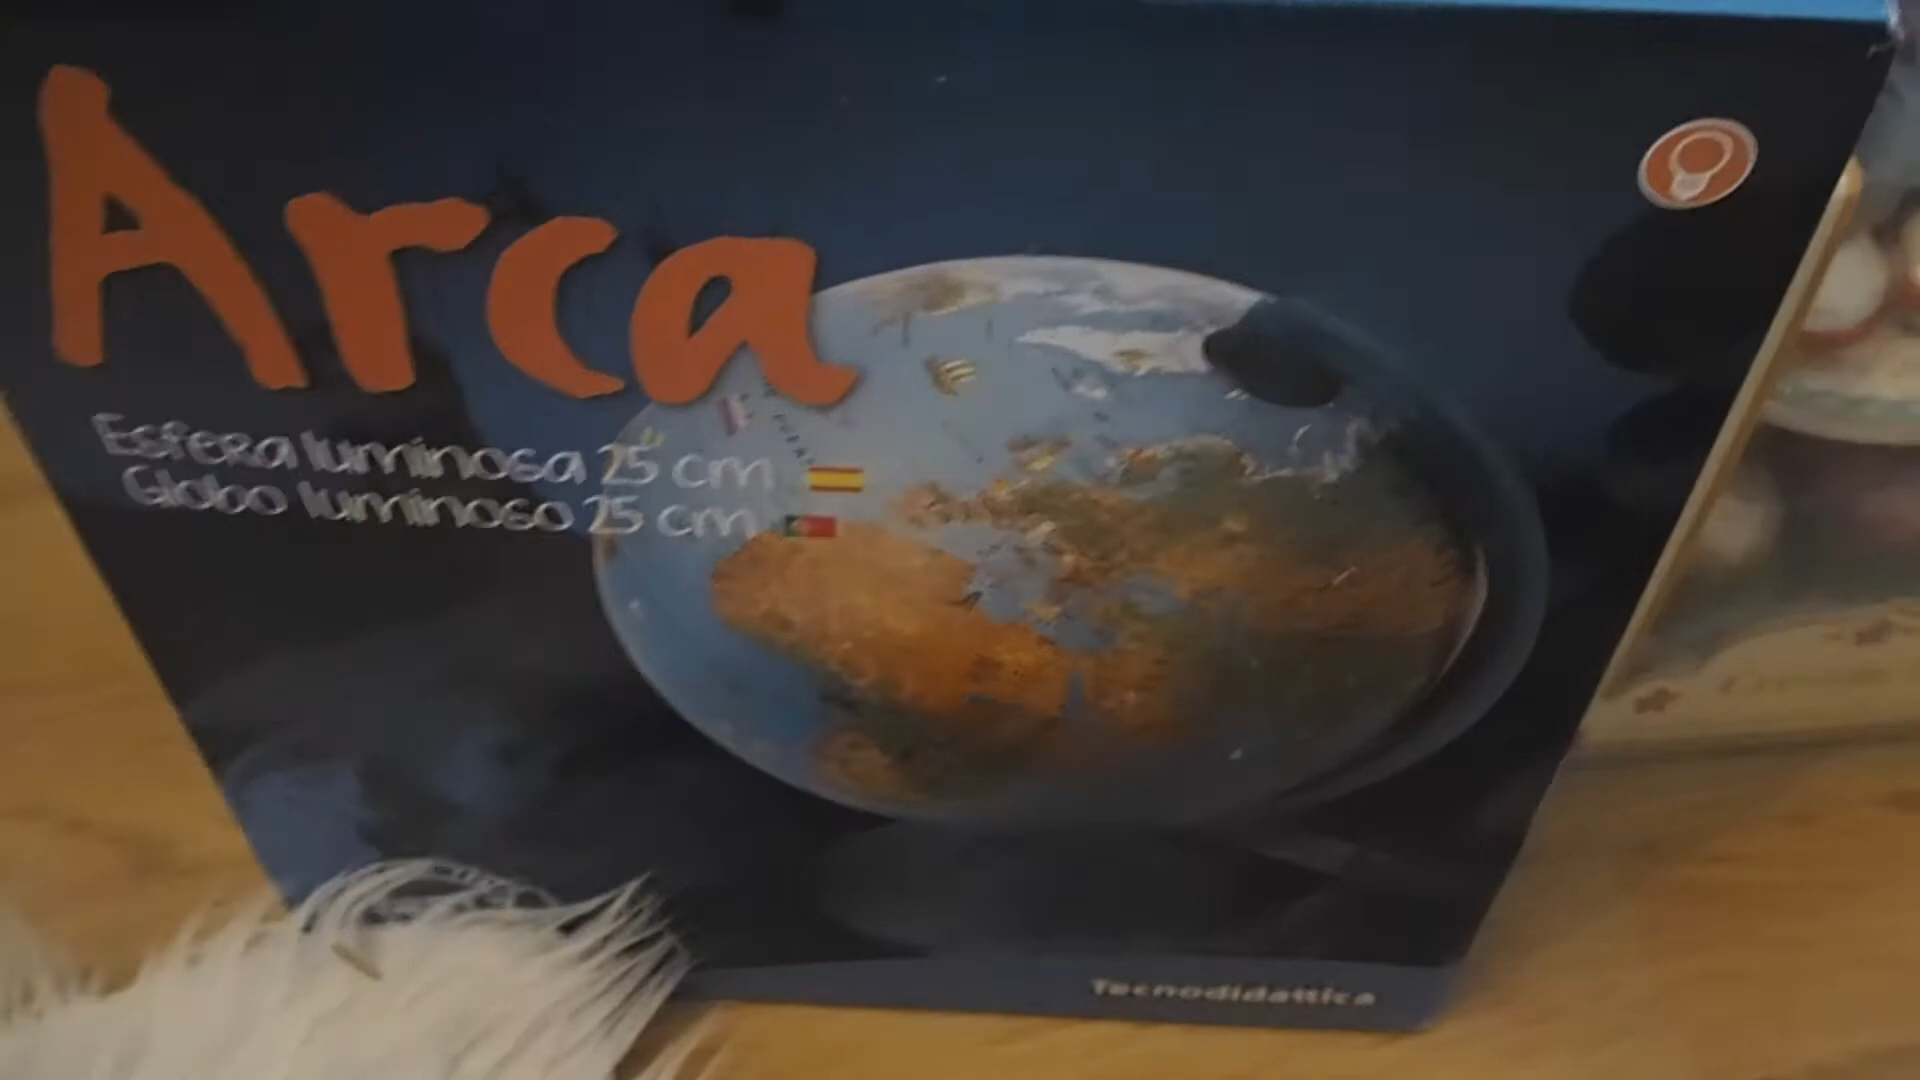 Arca
Esfera luminosa 25 cm
Globo luminoso 25 cm
Tecnodidattica